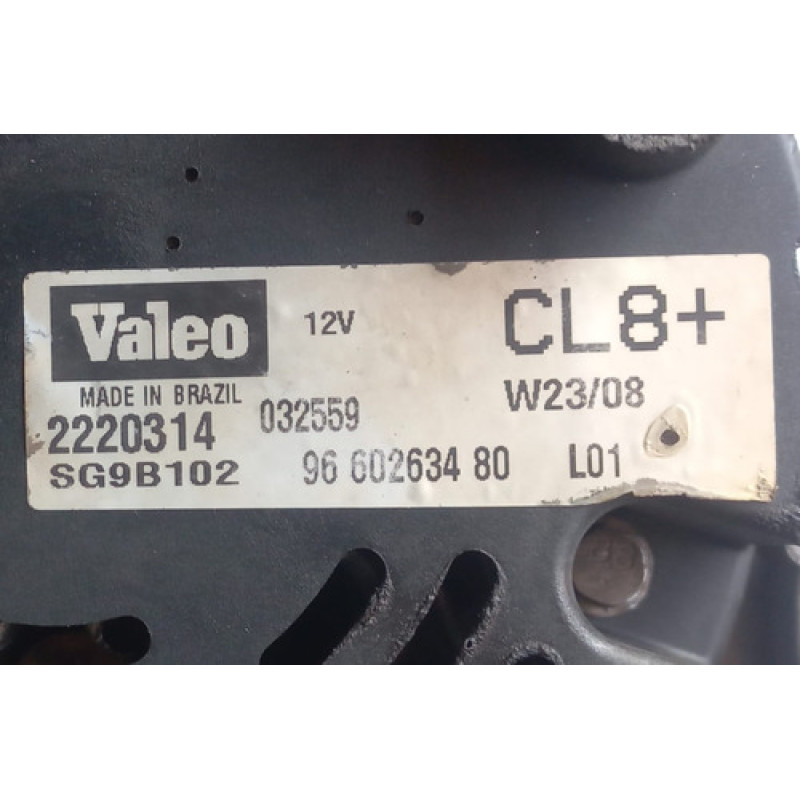 Valeo 12V CL8+
MADE IN BRAZIL W23/08
2220314 032559
SG9B102 96 602634 80 L01